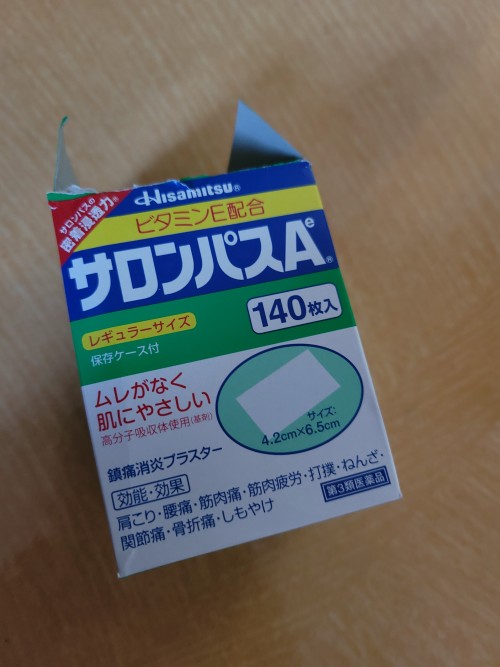 Hisamitsu®
サロンパスの
密着浸透力®
ビタミンE配合
サロンパスAe®
140枚入
レギュラーサイズ
保存ケース付
ムレがなく
肌にやさしい
高分子吸収体使用(基剤)
サイズ:
4.2cm×6.5cm
鎮痛消炎プラスター
効能・効果
肩こり・腰痛・筋肉痛・筋肉疲労・打撲・ねんざ・
関節痛・骨折痛・しもやけ
第3類医薬品